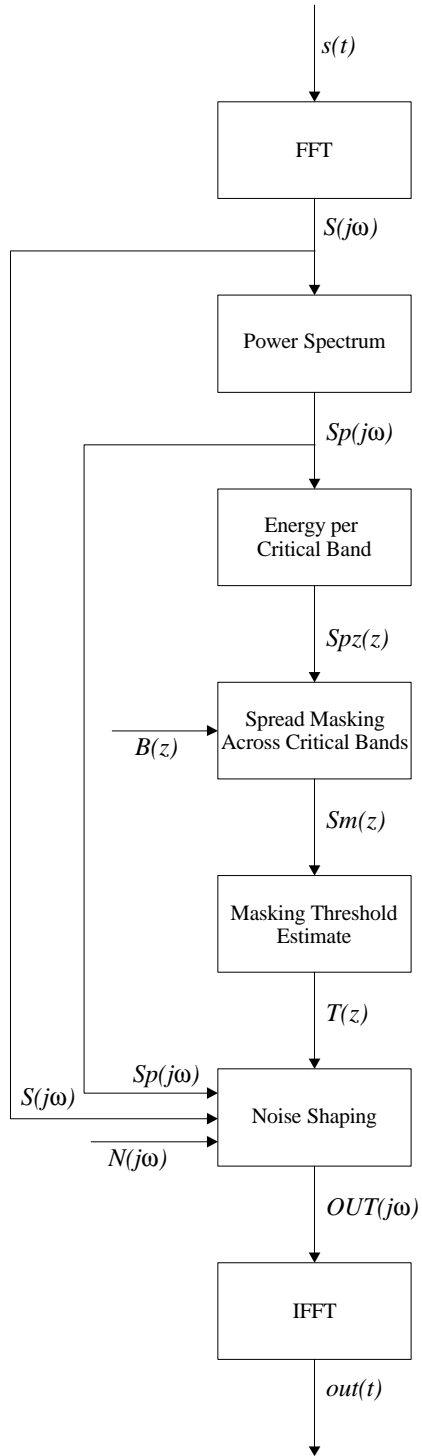 s(t)
FFT
S(jω)
Power Spectrum
Sp(jω)
Energy per
Critical Band
Spz(z)
Spread Masking
Across Critical Bands
B(z)
Sm(z)
Masking Threshold
Estimate
T(z)
Sp(jω)
S(jω)
Noise Shaping
N(jω)
OUT(jω)
IFFT
out(t)